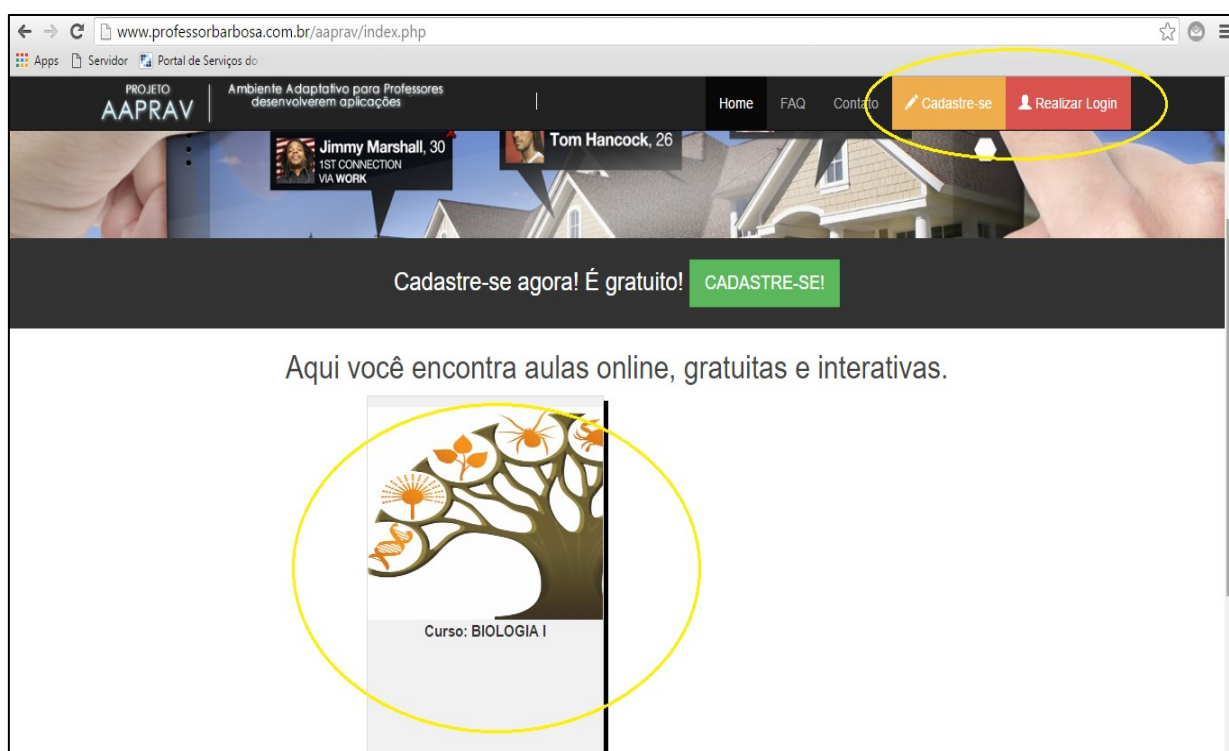 www.professorbarbosa.com.br/aaprav/index.php
Apps Servidor Portal de Serviços do
PROJETO
AAPRAV
Ambiente Adaptativo para Professores
desenvolverem aplicações
Home FAQ Contato Cadastre-se Realizar Login
Jimmy Marshall, 30
1ST CONNECTION
VIA WORK
Tom Hancock, 26
Cadastre-se agora! É gratuito! CADASTRE-SE!
Aqui você encontra aulas online, gratuitas e interativas.
Curso: BIOLOGIA I